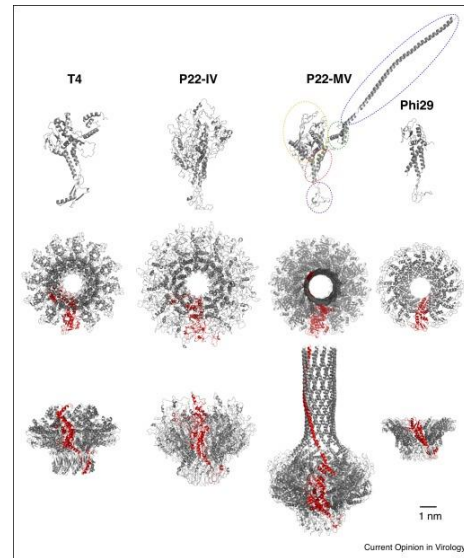 T4
P22-IV
P22-MV
Phi29
1 nm
Current Opinion in Virology